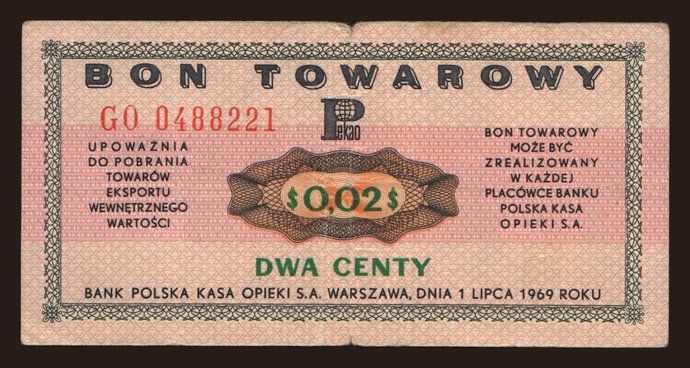 BON TOWAROWY
GO 0488221
Pekao
UPOWAŻNIA
DO POBRANIA
TOWARÓW
EKSPORTU
WEWNĘTRZNEGO
WARTOŚCI
$0,02$
BON TOWAROWY
MOŻE BYĆ
ZREALIZOWANY
W KAŻDEJ
PLACÓWCE BANKU
POLSKA KASA
OPIEKI S.A.
DWA CENTY
BANK POLSKA KASA OPIEKI S.A. WARSZAWA, DNIA 1 LIPCA 1969 ROKU